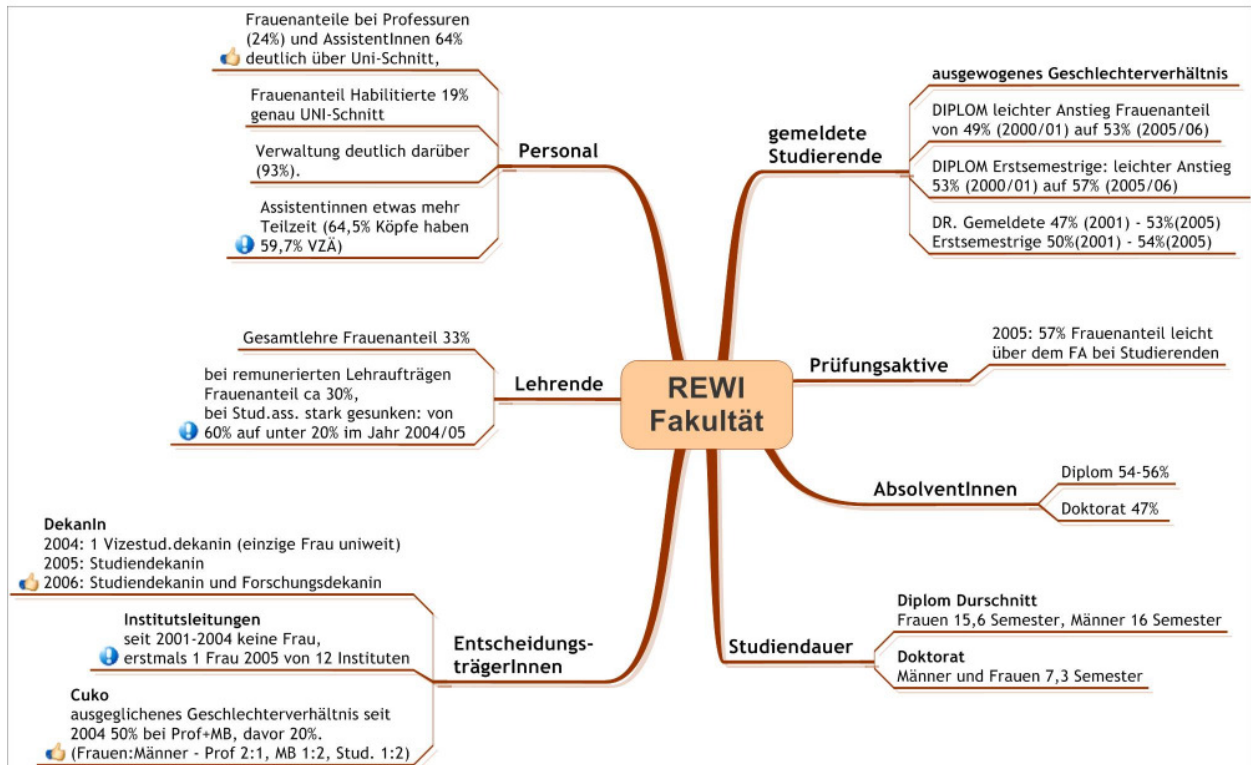 Frauenanteile bei Professuren
(24%) und AssistentInnen 64%
deutlich über Uni-Schnitt,
Frauenanteil Habilitierte 19%
genau UNI-Schnitt
Verwaltung deutlich darüber
(93%).
Assistentinnen etwas mehr
Teilzeit (64,5% Köpfe haben
59,7% VZÄ)
Personal
Gesamtlehre Frauenanteil 33%
bei remunerierten Lehraufträgen
Frauenanteil ca 30%,
bei Stud.ass. stark gesunken: von
60% auf unter 20% im Jahr 2004/05
Lehrende
DekanIn
2004: 1 Vizestud.dekanin (einzige Frau uniweit)
2005: Studiendekanin
2006: Studiendekanin und Forschungsdekanin
Institutsleitungen
seit 2001-2004 keine Frau,
erstmals 1 Frau 2005 von 12 Instituten
Cuko
ausgeglichenes Geschlechterverhältnis seit
2004 50% bei Prof+MB, davor 20%.
(Frauen:Männer - Prof 2:1, MB 1:2, Stud. 1:2)
Entscheidungs-
trägerInnen
REWI
Fakultät
gemeldete
Studierende
ausgewogenes Geschlechterverhältnis
DIPLOM leichter Anstieg Frauenanteil
von 49% (2000/01) auf 53% (2005/06)
DIPLOM Erstsemestrige: leichter Anstieg
53% (2000/01) auf 57% (2005/06)
DR. Gemeldete 47% (2001) - 53%(2005)
Erstsemestrige 50%(2001) - 54%(2005)
Prüfungsaktive
2005: 57% Frauenanteil leicht
über dem FA bei Studierenden
AbsolventInnen
Diplom 54-56%
Doktorat 47%
Studiendauer
Diplom Durschnitt
Frauen 15,6 Semester, Männer 16 Semester
Doktorat
Männer und Frauen 7,3 Semester